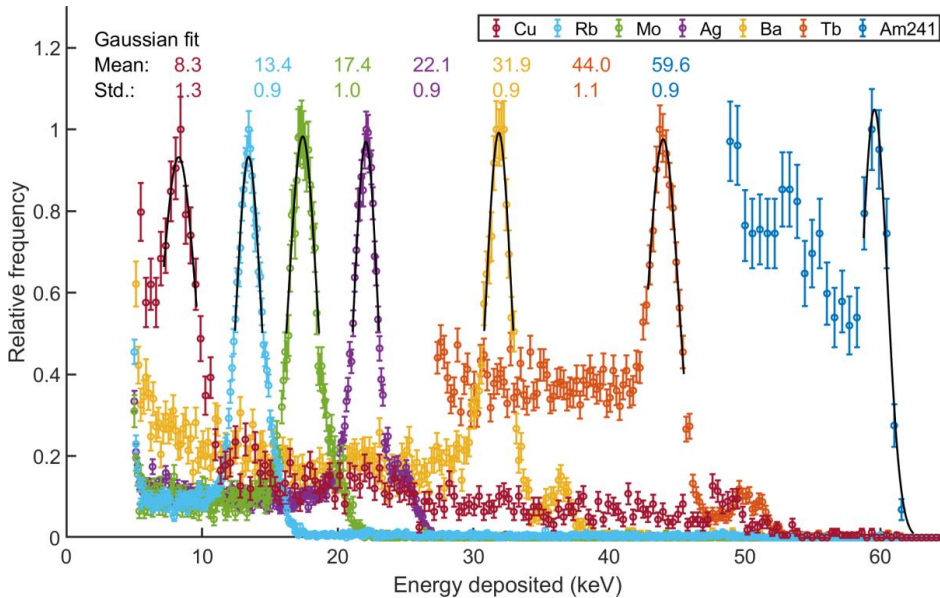 Cu Rb Mo Ag Ba Tb Am241
Gaussian fit
Mean: 8.3 13.4 17.4 22.1 31.9 44.0 59.6
Std.: 1.3 0.9 1.0 0.9 0.9 1.1 0.9
1.2
1
0.8
0.6
0.4
0.2
0
Relative frequency
0 10 20 30 40 50 60
Energy deposited (keV)